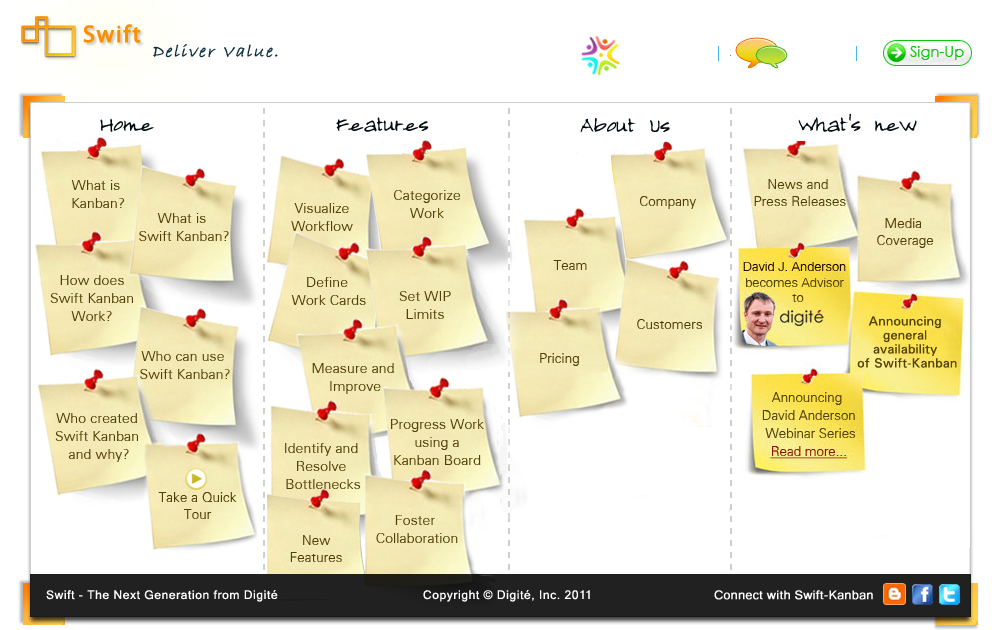 Swift
Deliver Value.
Sign-Up
Home
What is
Kanban?
What is
Swift Kanban?
How does
Swift Kanban
Work?
Who can use
Swift Kanban?
Who created
Swift Kanban
and why?
Take a Quick
Tour
Features
Visualize
Workflow
Categorize
Work
Define
Work Cards
Set WIP
Limits
Measure and
Improve
Progress Work
using a
Kanban Board
Identify and
Resolve
Bottlenecks
Foster
Collaboration
New
Features
About Us
Company
Team
Customers
Pricing
What's new
News and
Press Releases
Media
Coverage
David J. Anderson
becomes Advisor
to
digité
Announcing
general
availability
of Swift-Kanban
Announcing
David Anderson
Webinar Series
Read more...
Swift - The Next Generation from Digité
Copyright © Digité, Inc. 2011
Connect with Swift-Kanban